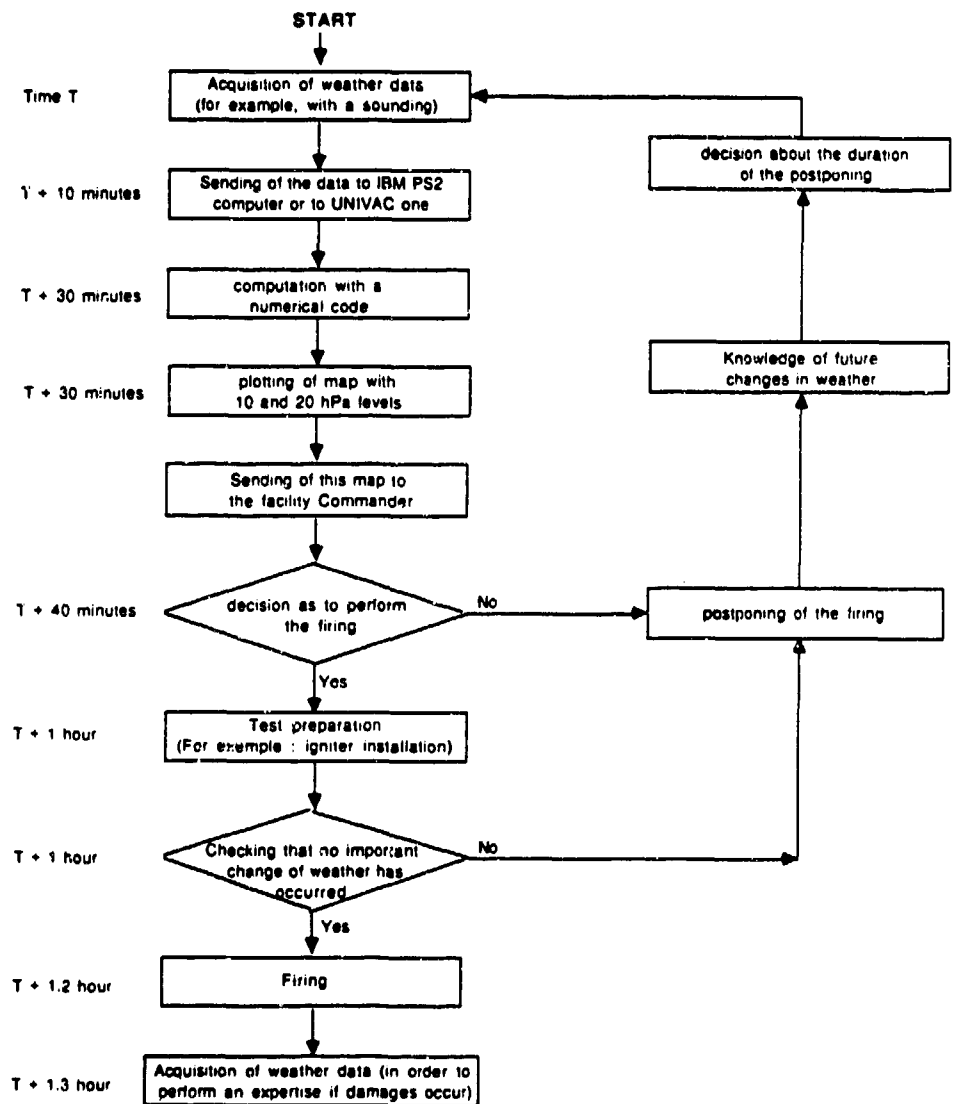 START
Time T
Acquisition of weather data
(for example, with a sounding)
decision about the duration
of the postponing
T + 10 minutes
Sending of the data to IBM PS2
computer or to UNIVAC one
T + 30 minutes
computation with a
numerical code
Knowledge of future
changes in weather
T + 30 minutes
plotting of map with
10 and 20 hPa levels
Sending of this map to
the facility Commander
T + 40 minutes
decision as to perform
the firing
No
postponing of the firing
Yes
T + 1 hour
Test preparation
(For example : igniter installation)
T + 1 hour
Checking that no important
change of weather has
occurred
No
Yes
T + 1.2 hour
Firing
T + 1.3 hour
Acquisition of weather data (in order to
perform an expertise if damages occur)